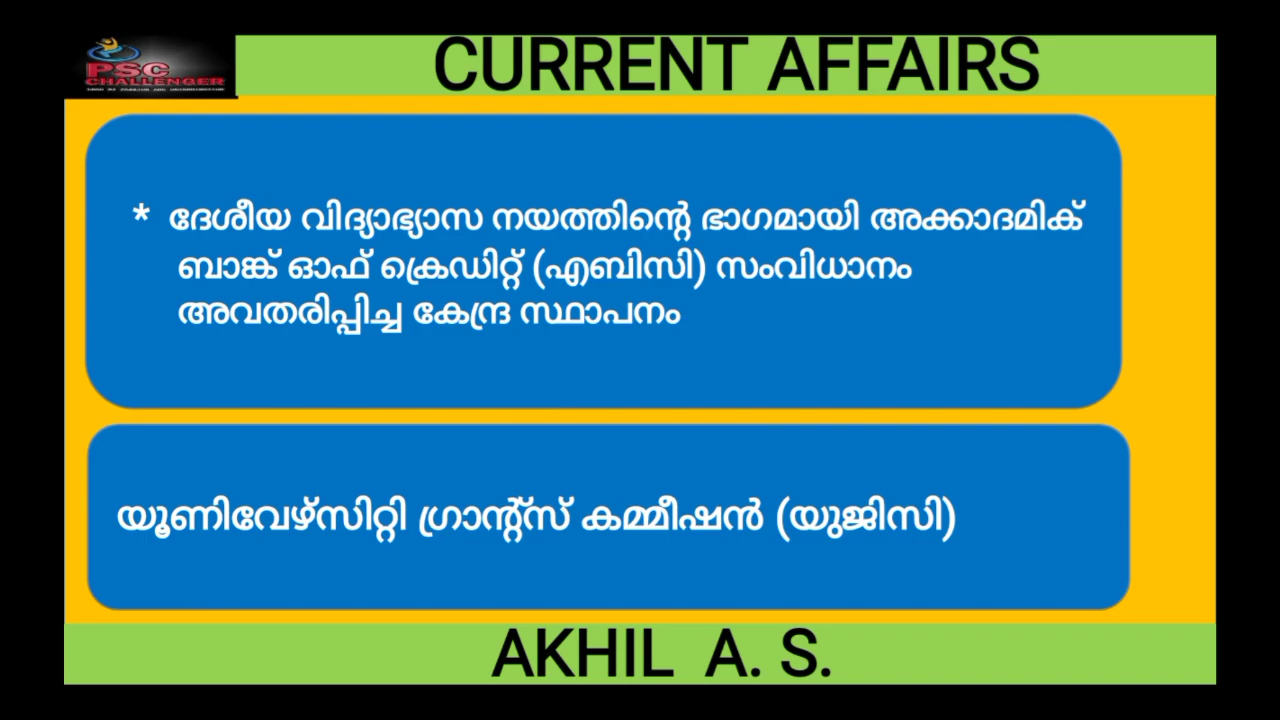 PSC
CHALLENGER
CURRENT AFFAIRS
* ദേശീയ വിദ്യാഭ്യാസ നയത്തിന്റെ ഭാഗമായി അക്കാദമിക്
ബാങ്ക് ഓഫ് ക്രെഡിറ്റ് (എബിസി) സംവിധാനം
അവതരിപ്പിച്ച കേന്ദ്ര സ്ഥാപനം
യൂണിവേഴ്സിറ്റി ഗ്രാന്റ്സ് കമ്മീഷൻ (യുജിസി)
AKHIL A. S.